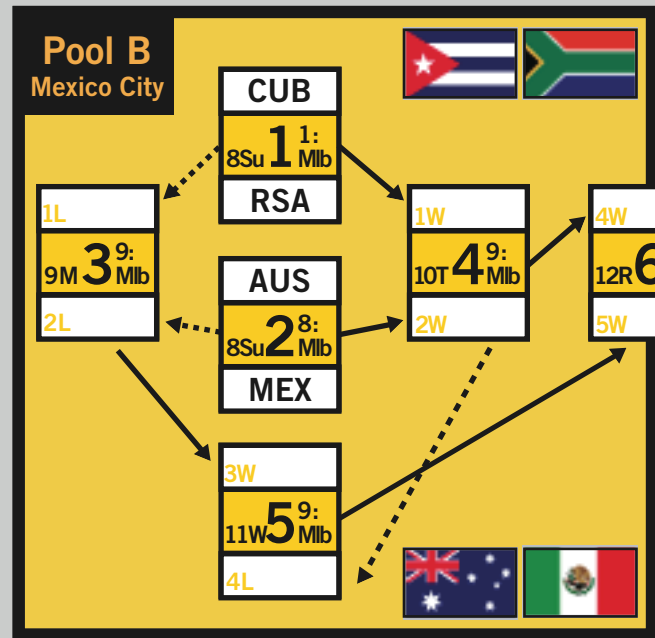 Pool B
Mexico City
CUB
8Su 1 1: Mlb
RSA
1L
9M 3 9: Mlb
2L
AUS
8Su 2 8: Mlb
MEX
1W
10T 4 9: Mlb
2W
4W
12R 6
5W
3W
11W 5 9: Mlb
4L